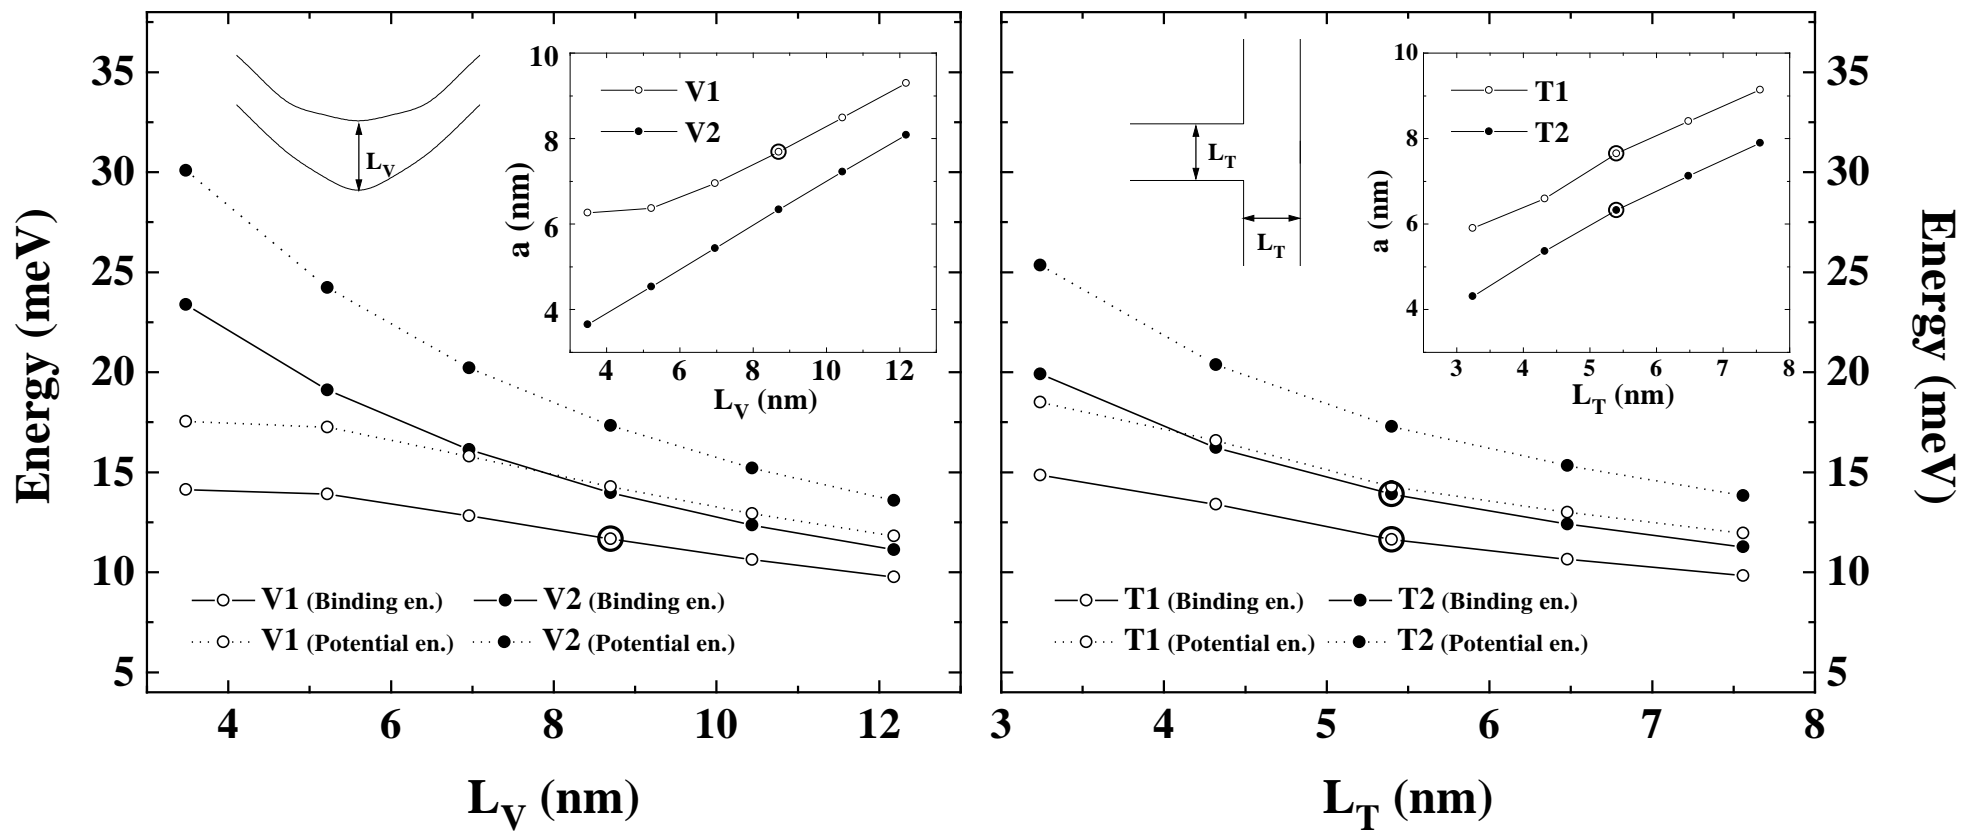 Energy (meV)
35
30
25
20
15
10
5
4
6
8
10
12
L_V (nm)
L_V
V1
V2
a (nm)
10
8
6
4
4
6
8
10
12
L_V (nm)
V1 (Binding en.)
V2 (Binding en.)
V1 (Potential en.)
V2 (Potential en.)
L_T
L_T
T1
T2
a (nm)
10
8
6
4
3
4
5
6
7
8
L_T (nm)
T1 (Binding en.)
T2 (Binding en.)
T1 (Potential en.)
T2 (Potential en.)
3
4
5
6
7
8
L_T (nm)
35
30
25
20
15
10
5
Energy (meV)